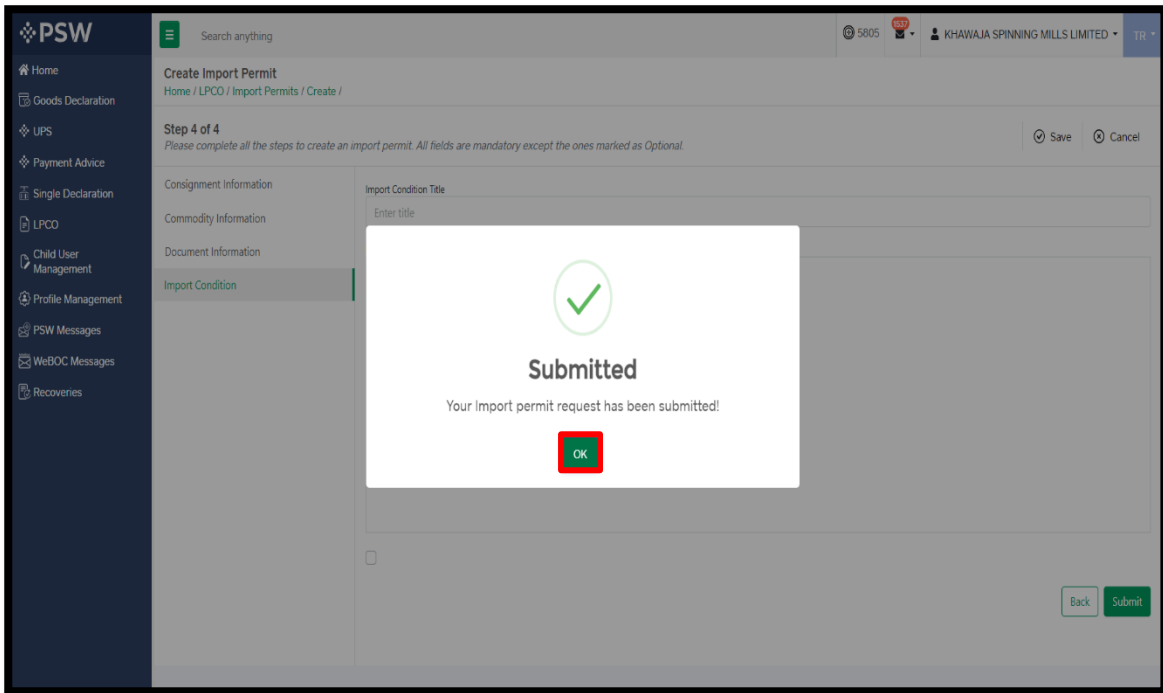 PSW
Search anything
5805
1537
KHAWAJA SPINNING MILLS LIMITED
TR
Home
Goods Declaration
UPS
Payment Advice
Single Declaration
LPCO
Child User
Management
Profile Management
PSW Messages
WeBOC Messages
Recoveries
Create Import Permit
Home / LPCO / Import Permits / Create /
Step 4 of 4
Please complete all the steps to create an import permit. All fields are mandatory except the ones marked as Optional.
Save
Cancel
Consignment Information
Commodity Information
Document Information
Import Condition
Import Condition Title
Enter title
Submitted
Your Import permit request has been submitted!
OK
Back
Submit